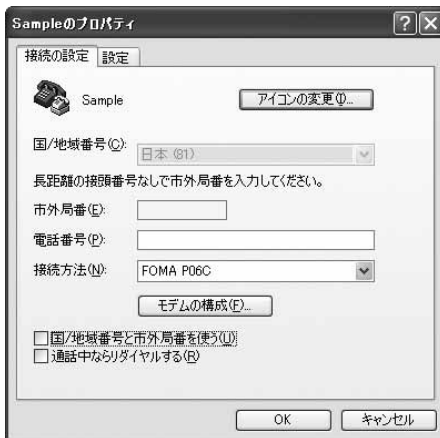 Sampleのプロパティ
接続の設定 設定
Sample
アイコンの変更(I)...
国/地域番号(C):
日本 (81)
長距離の接頭番号なしで市外局番を入力してください。
市外局番(E):
電話番号(P):
接続方法(N):
FOMA P06C
モデムの構成(F)...
国/地域番号と市外局番を使う(U)
通話中ならリダイヤルする(R)
OK キャンセル